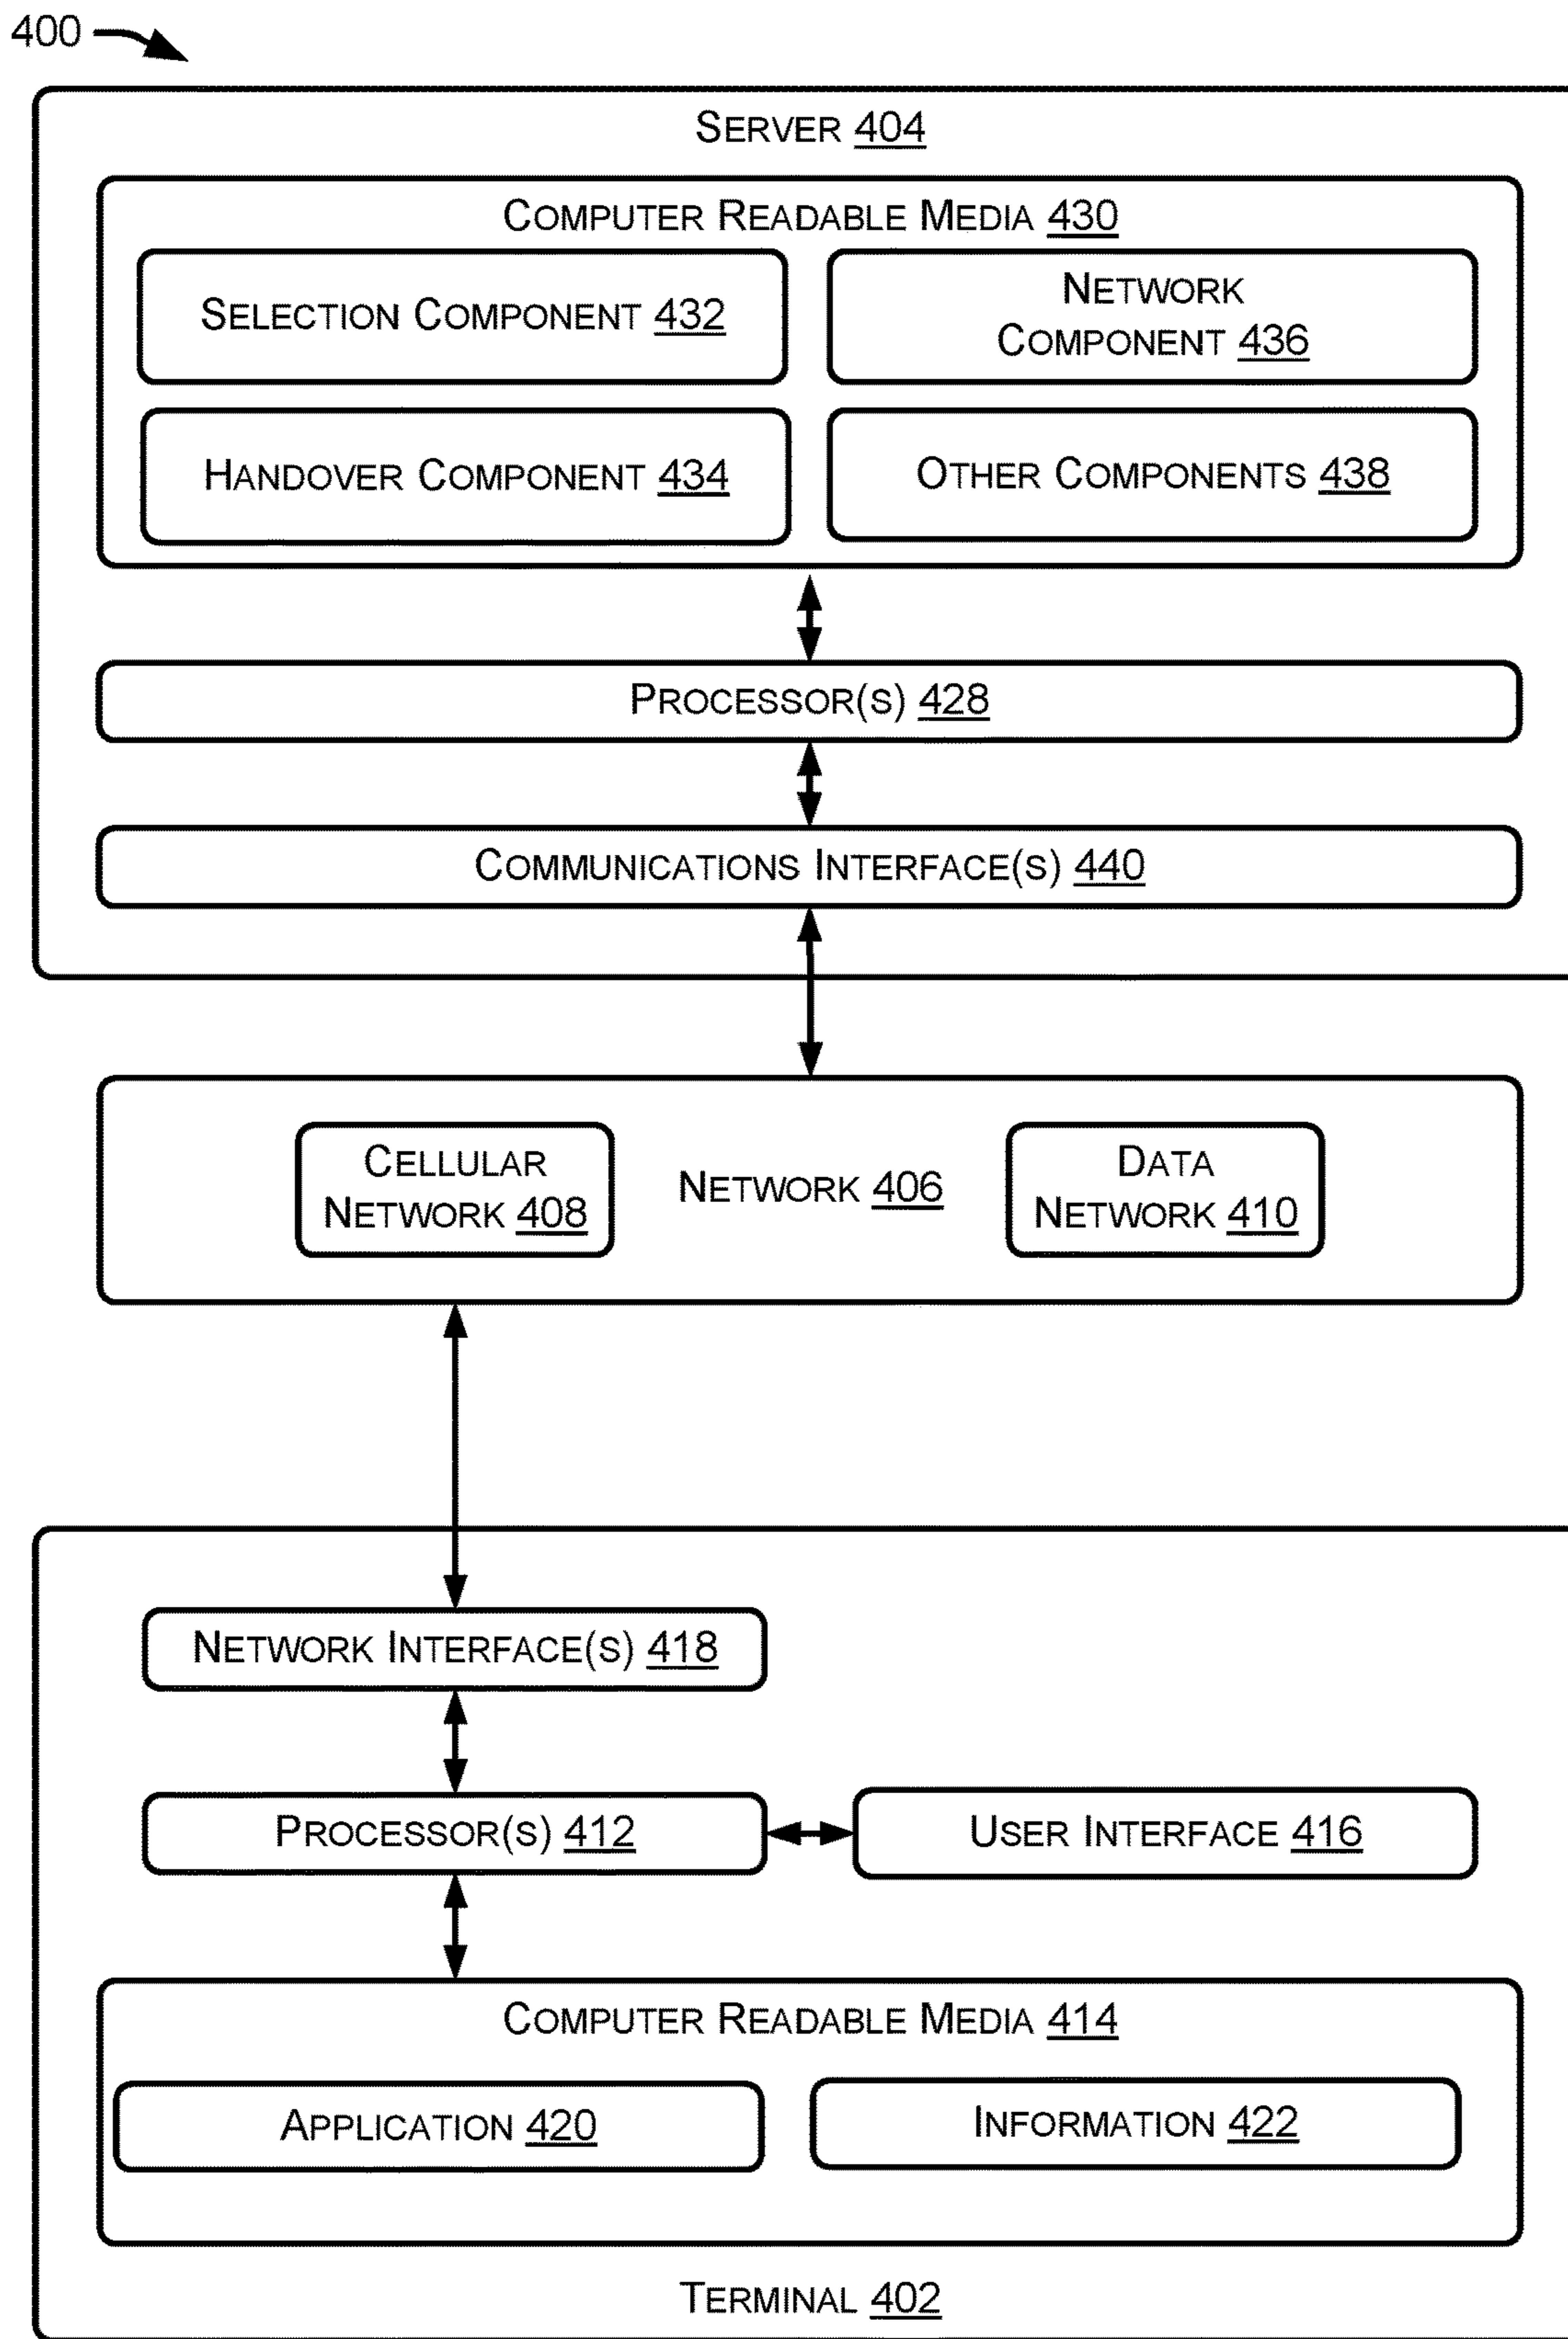 400
SERVER 404
COMPUTER READABLE MEDIA 430
SELECTION COMPONENT 432
NETWORK
COMPONENT 436
HANDOVER COMPONENT 434
OTHER COMPONENTS 438
PROCESSOR(S) 428
COMMUNICATIONS INTERFACE(S) 440
CELLULAR
NETWORK 408
NETWORK 406
DATA
NETWORK 410
NETWORK INTERFACE(S) 418
PROCESSOR(S) 412
USER INTERFACE 416
COMPUTER READABLE MEDIA 414
APPLICATION 420
INFORMATION 422
TERMINAL 402